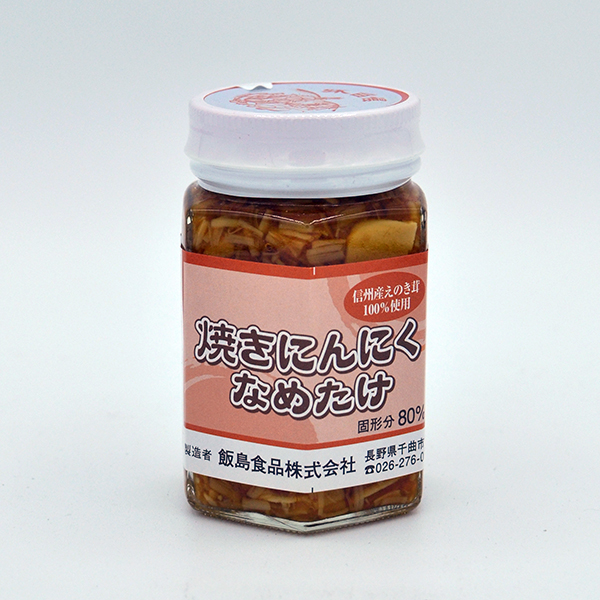 信州産えのき茸
100%使用
焼きにんにく
なめたけ
固形分 80%
製造者 飯島食品株式会社
長野県千曲市
☎026-276-0